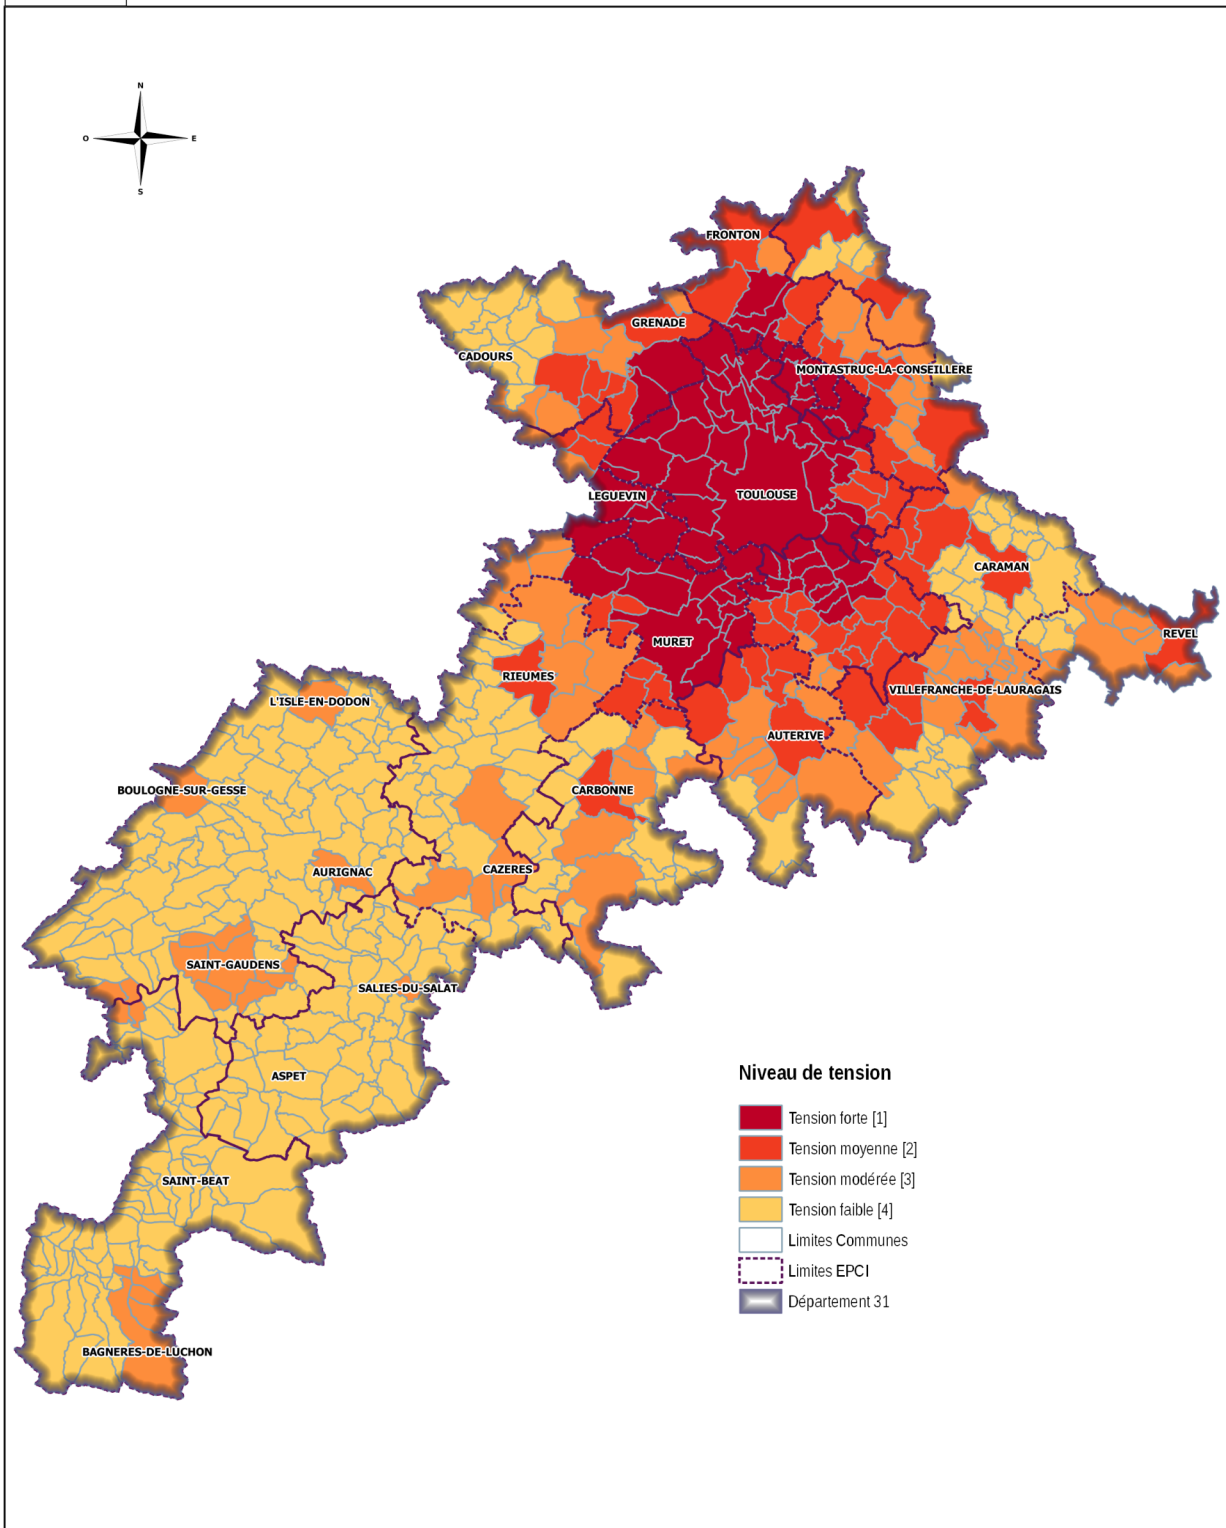 N
O
E
S
FRONTON
GRENADE
CADOURS
MONTASTRUC-LA-CONSEILLERE
LEGUEVIN
TOULOUSE
CARAMAN
REVEL
MURET
RIEUMES
VILLEFRANCHE-DE-LAURAGAIS
L'ISLE-EN-DODON
AUTERIVE
BOULOGNE-SUR-GESSE
CARBONNE
AURIGNAC
CAZERES
SAINT-GAUDENS
SALIES-DU-SALAT
ASPET
SAINT-BEAT
BAGNERES-DE-LUCHON
Niveau de tension
Tension forte [1]
Tension moyenne [2]
Tension modérée [3]
Tension faible [4]
Limites Communes
Limites EPCI
Département 31